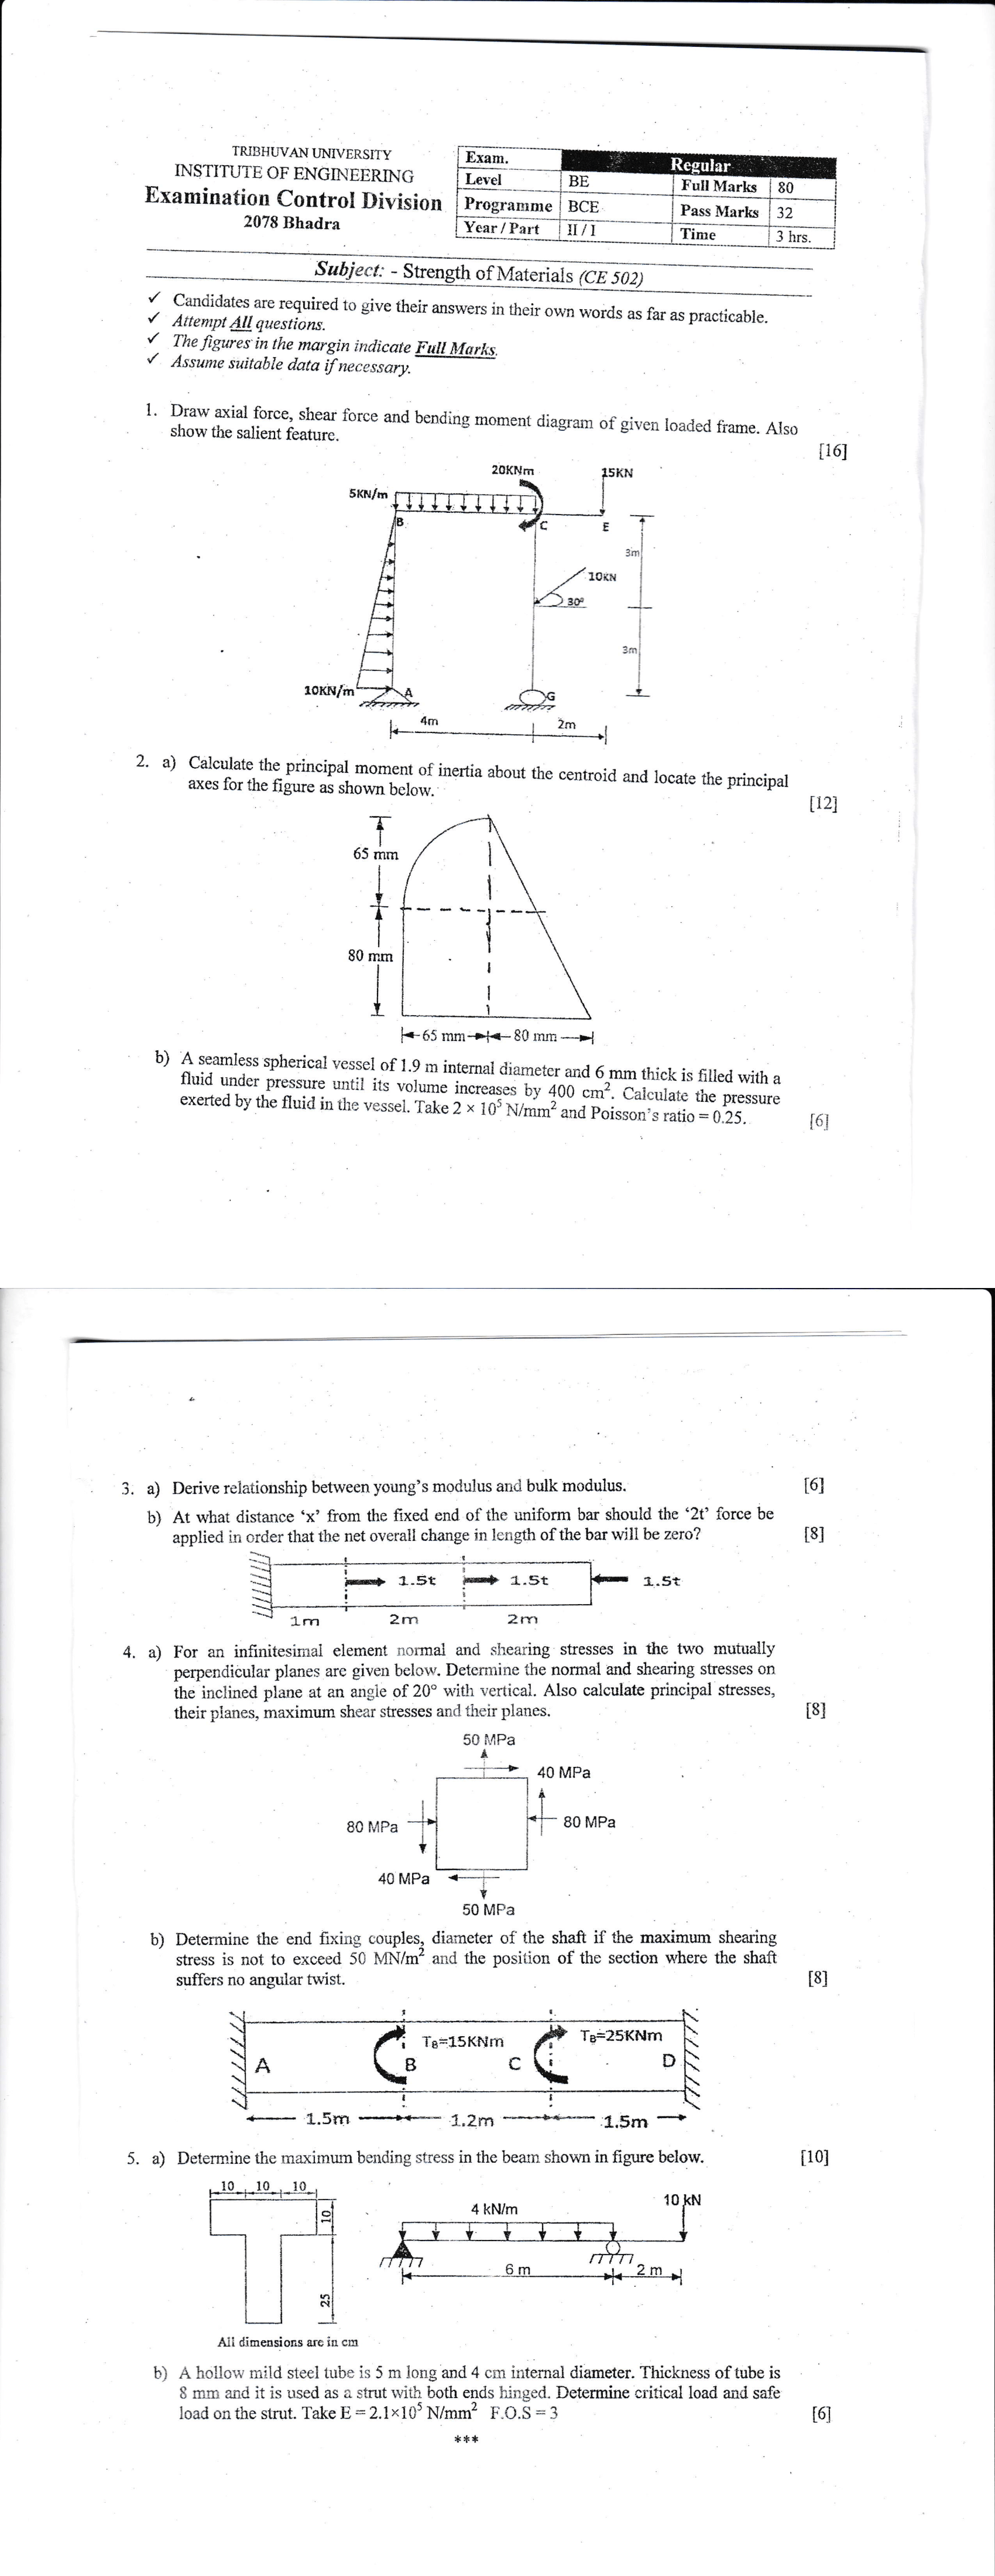 TRIBHUVAN UNIVERSITY
INSTITUTE OF ENGINEERING
Examination Control Division
2078 Bhadra
Exam. Regular
Level BE Full Marks 80
Programme BCE Pass Marks 32
Year / Part II / I Time 3 hrs.
Subject: - Strength of Materials (CE 502)
✓ Candidates are required to give their answers in their own words as far as practicable.
✓ Attempt All questions.
✓ The figures in the margin indicate Full Marks.
✓ Assume suitable data if necessary.
1. Draw axial force, shear force and bending moment diagram of given loaded frame. Also
show the salient feature. [16]
20KNm
15KN
5KN/m
B
C
E
3m
10KN
30°
3m
10KN/m
A
G
4m
2m
2. a) Calculate the principal moment of inertia about the centroid and locate the principal
axes for the figure as shown below. [12]
65 mm
80 mm
65 mm 80 mm
b) A seamless spherical vessel of 1.9 m internal diameter and 6 mm thick is filled with a
fluid under pressure until its volume increases by 400 cm². Calculate the pressure
exerted by the fluid in the vessel. Take 2 × 10⁵ N/mm² and Poisson's ratio = 0.25. [6]
3. a) Derive relationship between young's modulus and bulk modulus. [6]
b) At what distance 'x' from the fixed end of the uniform bar should the '2t' force be
applied in order that the net overall change in length of the bar will be zero? [8]
1.5t 1.5t 1.5t
1m 2m 2m
4. a) For an infinitesimal element normal and shearing stresses in the two mutually
perpendicular planes are given below. Determine the normal and shearing stresses on
the inclined plane at an angle of 20° with vertical. Also calculate principal stresses,
their planes, maximum shear stresses and their planes. [8]
50 MPa
40 MPa
80 MPa
80 MPa
40 MPa
50 MPa
b) Determine the end fixing couples, diameter of the shaft if the maximum shearing
stress is not to exceed 50 MN/m² and the position of the section where the shaft
suffers no angular twist. [8]
TB=15KNm TB=25KNm
A B C D
1.5m 1.2m 1.5m
5. a) Determine the maximum bending stress in the beam shown in figure below. [10]
10 10 10
10
25
4 kN/m
10 kN
6 m
2 m
All dimensions are in cm
b) A hollow mild steel tube is 5 m long and 4 cm internal diameter. Thickness of tube is
8 mm and it is used as a strut with both ends hinged. Determine critical load and safe
load on the strut. Take E = 2.1×10⁵ N/mm² F.O.S = 3 [6]
***